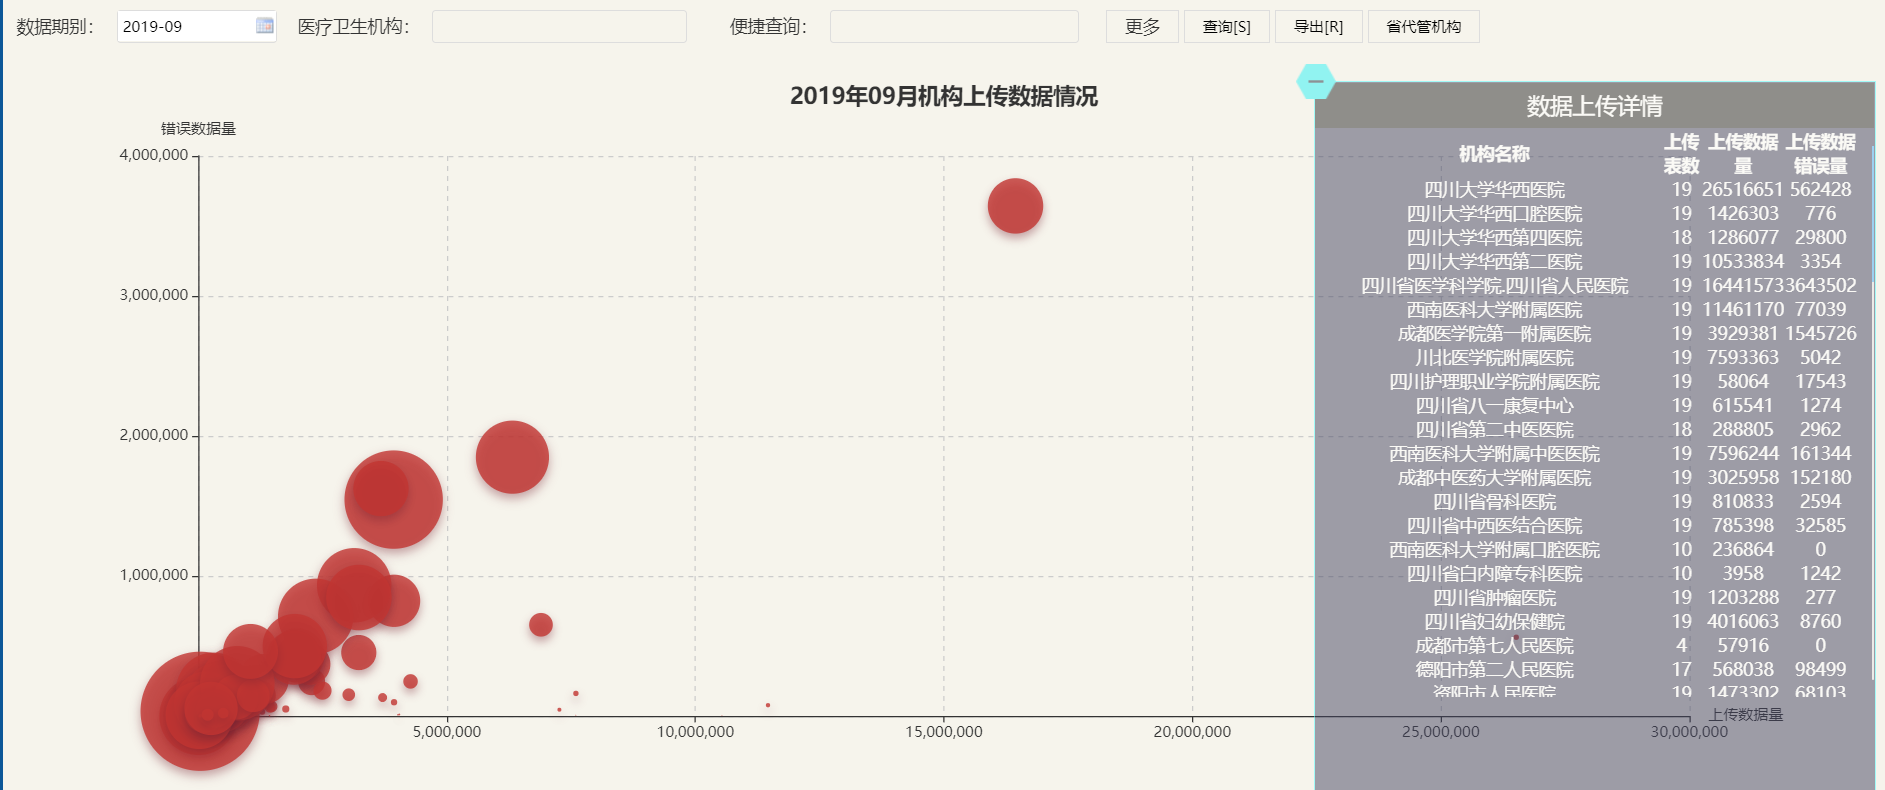 数据期别： 2019-09 医疗卫生机构： 便捷查询： 更多 查询[S] 导出[R] 省代管机构
2019年09月机构上传数据情况
错误数据量
4,000,000
3,000,000
2,000,000
1,000,000
5,000,000 10,000,000 15,000,000 20,000,000 25,000,000 30,000,000
上传数据量
数据上传详情
机构名称 上传表数 上传数据量 上传数据错误量
四川大学华西医院 19 26516651 562428
四川大学华西口腔医院 19 1426303 776
四川大学华西第四医院 18 1286077 29800
四川大学华西第二医院 19 10533834 3354
四川省医学科学院.四川省人民医院 19 16441573 3643502
西南医科大学附属医院 19 11461170 77039
成都医学院第一附属医院 19 3929381 1545726
川北医学院附属医院 19 7593363 5042
四川护理职业学院附属医院 19 58064 17543
四川省八一康复中心 19 615541 1274
四川省第二中医医院 18 288805 2962
西南医科大学附属中医医院 19 7596244 161344
成都中医药大学附属医院 19 3025958 152180
四川省骨科医院 19 810833 2594
四川省中西医结合医院 19 785398 32585
西南医科大学附属口腔医院 10 236864 0
四川省白内障专科医院 10 3958 1242
四川省肿瘤医院 19 1203288 277
四川省妇幼保健院 19 4016063 8760
成都市第七人民医院 4 57916 0
德阳市第二人民医院 17 568038 98499
资阳市人民医院 19 1473302 68103